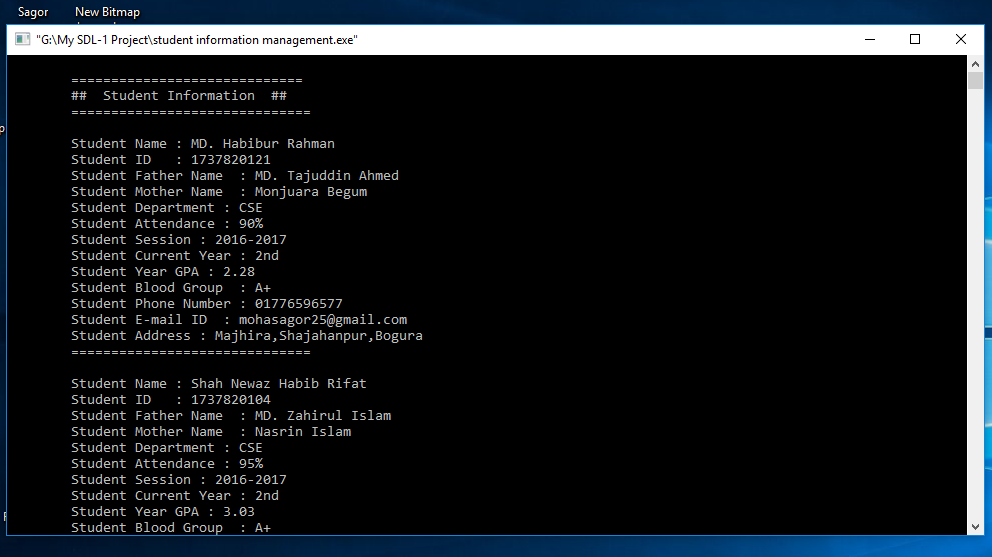 Sagor New Bitmap
"G:\My SDL-1 Project\student information management.exe"
=============================
## Student Information ##
==============================
Student Name : MD. Habibur Rahman
Student ID   : 1737820121
Student Father Name  : MD. Tajuddin Ahmed
Student Mother Name  : Monjuara Begum
Student Department : CSE
Student Attendance : 90%
Student Session : 2016-2017
Student Current Year : 2nd
Student Year GPA : 2.28
Student Blood Group  : A+
Student Phone Number : 01776596577
Student E-mail ID  : mohasagor25@gmail.com
Student Address : Majhira,Shajahanpur,Bogura
==============================
Student Name : Shah Newaz Habib Rifat
Student ID   : 1737820104
Student Father Name  : MD. Zahirul Islam
Student Mother Name  : Nasrin Islam
Student Department : CSE
Student Attendance : 95%
Student Session : 2016-2017
Student Current Year : 2nd
Student Year GPA : 3.03
Student Blood Group  : A+